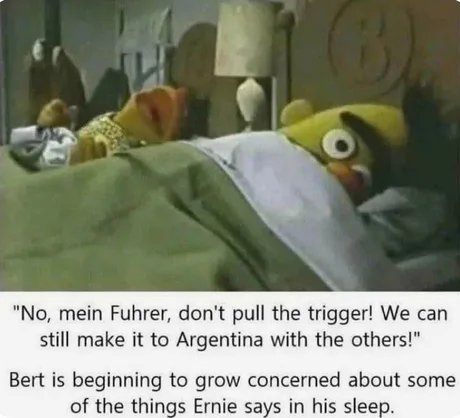 B
"No, mein Fuhrer, don't pull the trigger! We can
still make it to Argentina with the others!"
Bert is beginning to grow concerned about some
of the things Ernie says in his sleep.